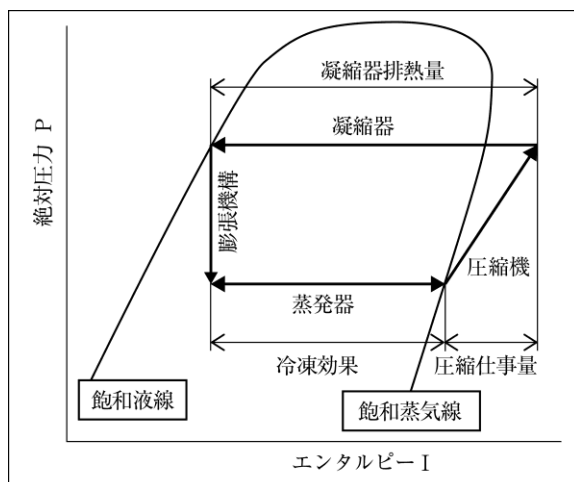 凝縮器排熱量
凝縮器
絶対圧力 P
膨張機構
圧縮機
蒸発器
冷凍効果
圧縮仕事量
飽和液線
飽和蒸気線
エンタルピー I